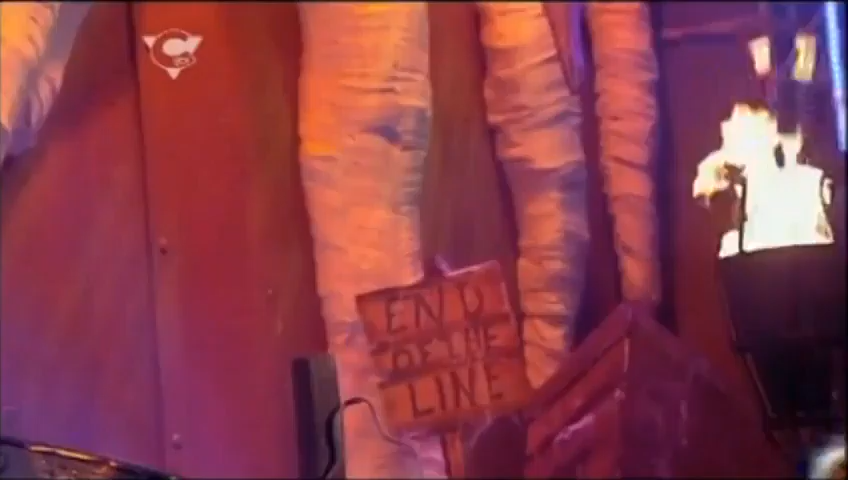 END
OF THE
LINE